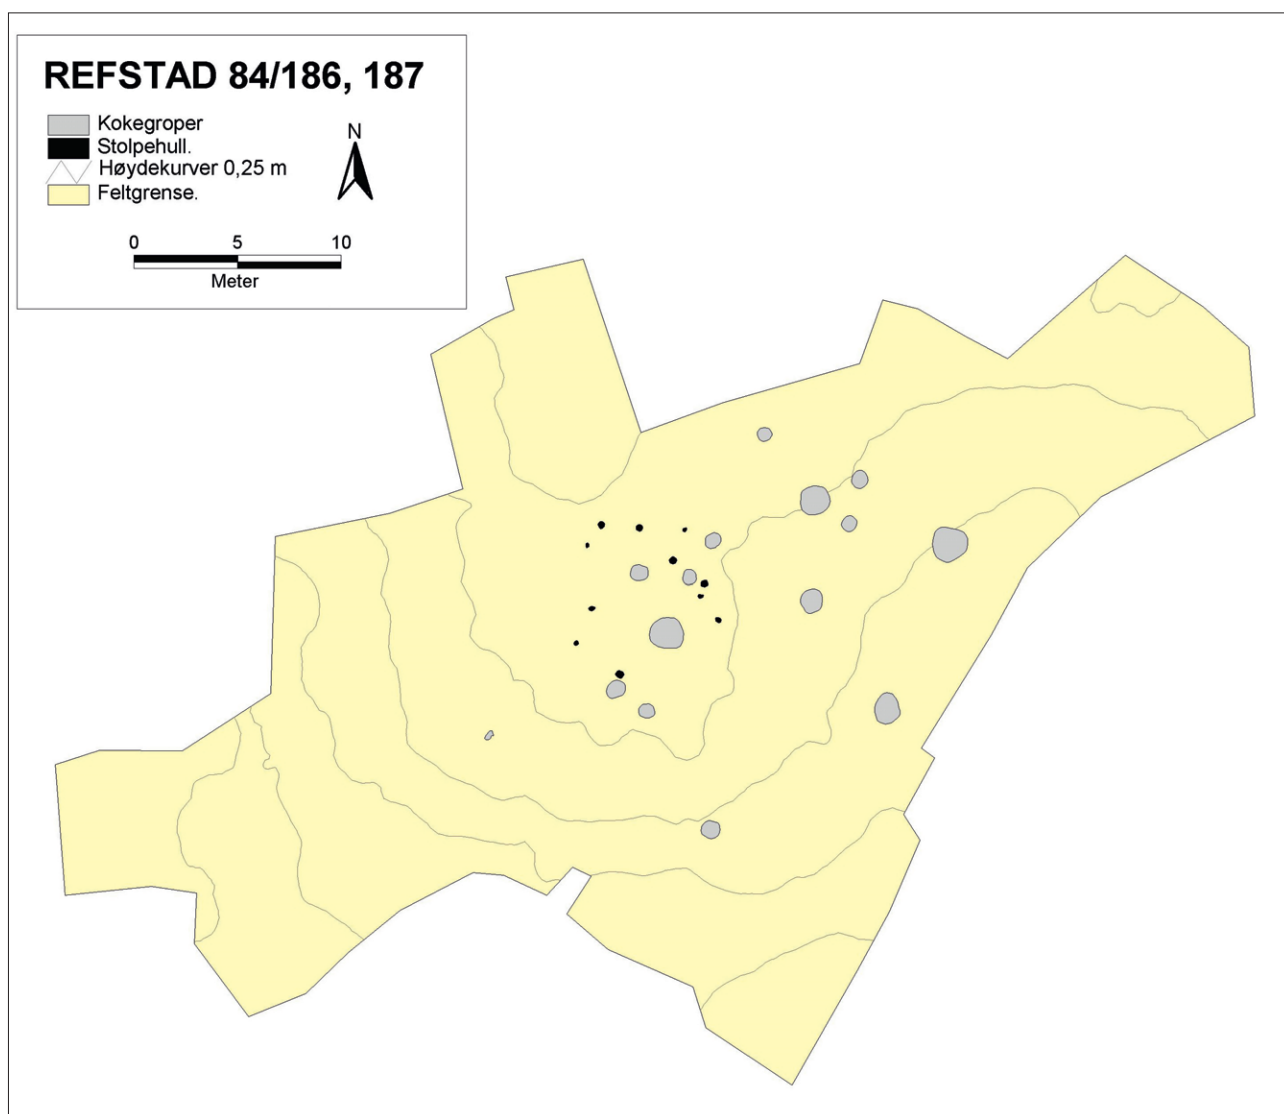 REFSTAD 84/186, 187
Kokegroper
Stolpehull.
Høydekurver 0,25 m
Feltgrense.
N
0 5 10
Meter